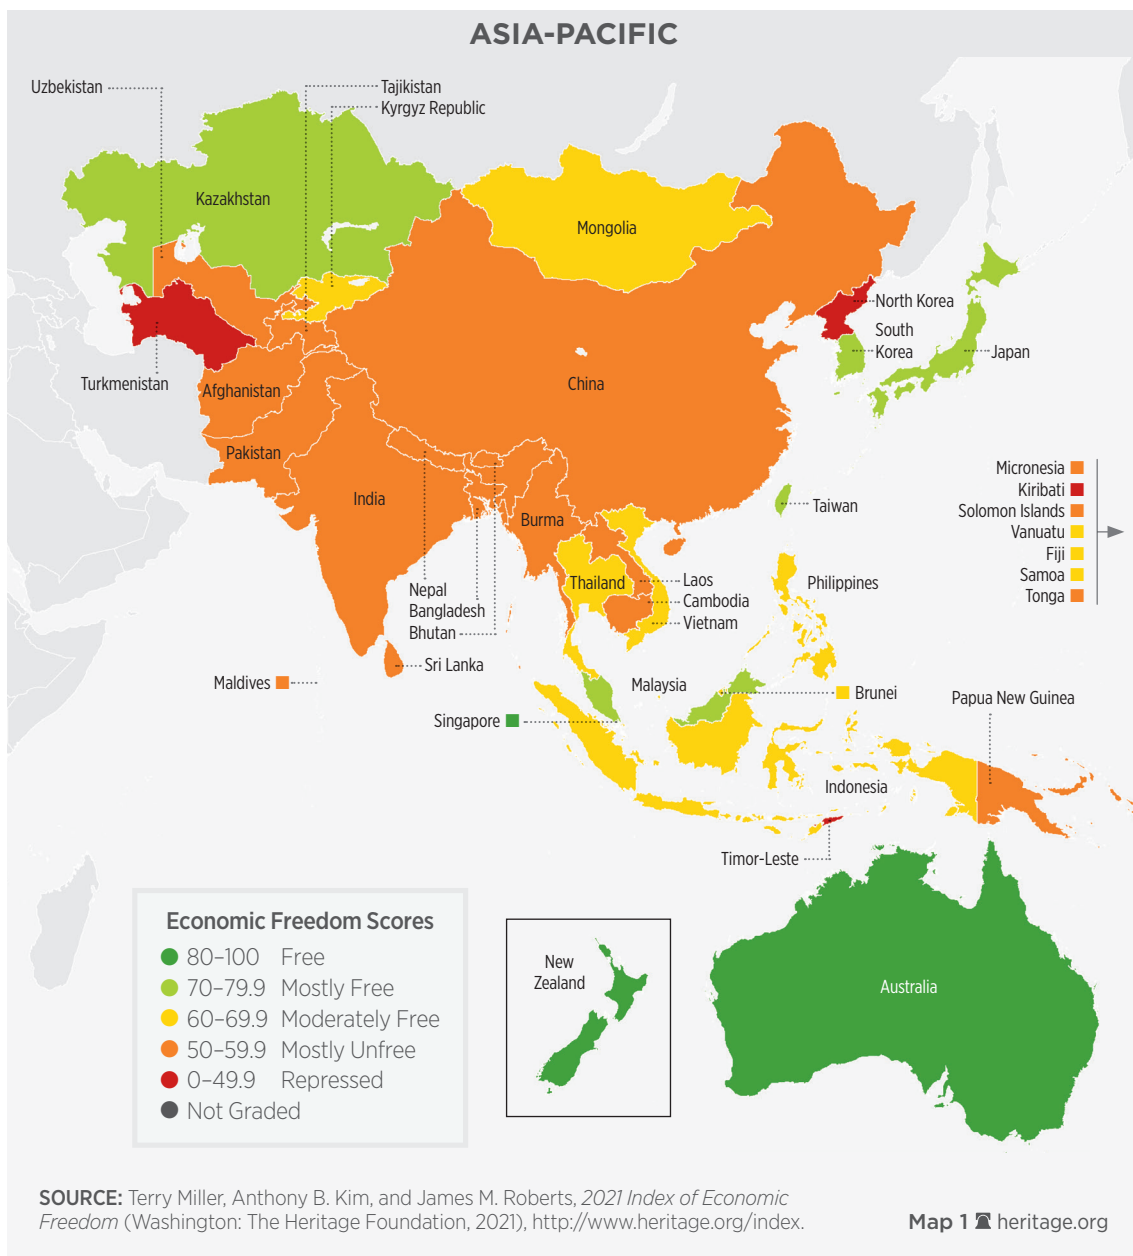 ASIA-PACIFIC
Uzbekistan
Tajikistan
Kyrgyz Republic
Kazakhstan
Mongolia
North Korea
South
Korea
Japan
Turkmenistan
Afghanistan
China
Pakistan
India
Burma
Taiwan
Micronesia
Kiribati
Solomon Islands
Vanuatu
Fiji
Samoa
Tonga
Thailand
Laos
Philippines
Nepal
Cambodia
Bangladesh
Vietnam
Bhutan
Sri Lanka
Maldives
Malaysia
Brunei
Papua New Guinea
Singapore
Indonesia
Timor-Leste
Economic Freedom Scores
80–100 Free
70–79.9 Mostly Free
60–69.9 Moderately Free
50–59.9 Mostly Unfree
0–49.9 Repressed
Not Graded
New
Zealand
Australia
SOURCE: Terry Miller, Anthony B. Kim, and James M. Roberts, 2021 Index of Economic
Freedom (Washington: The Heritage Foundation, 2021), http://www.heritage.org/index.
Map 1 heritage.org